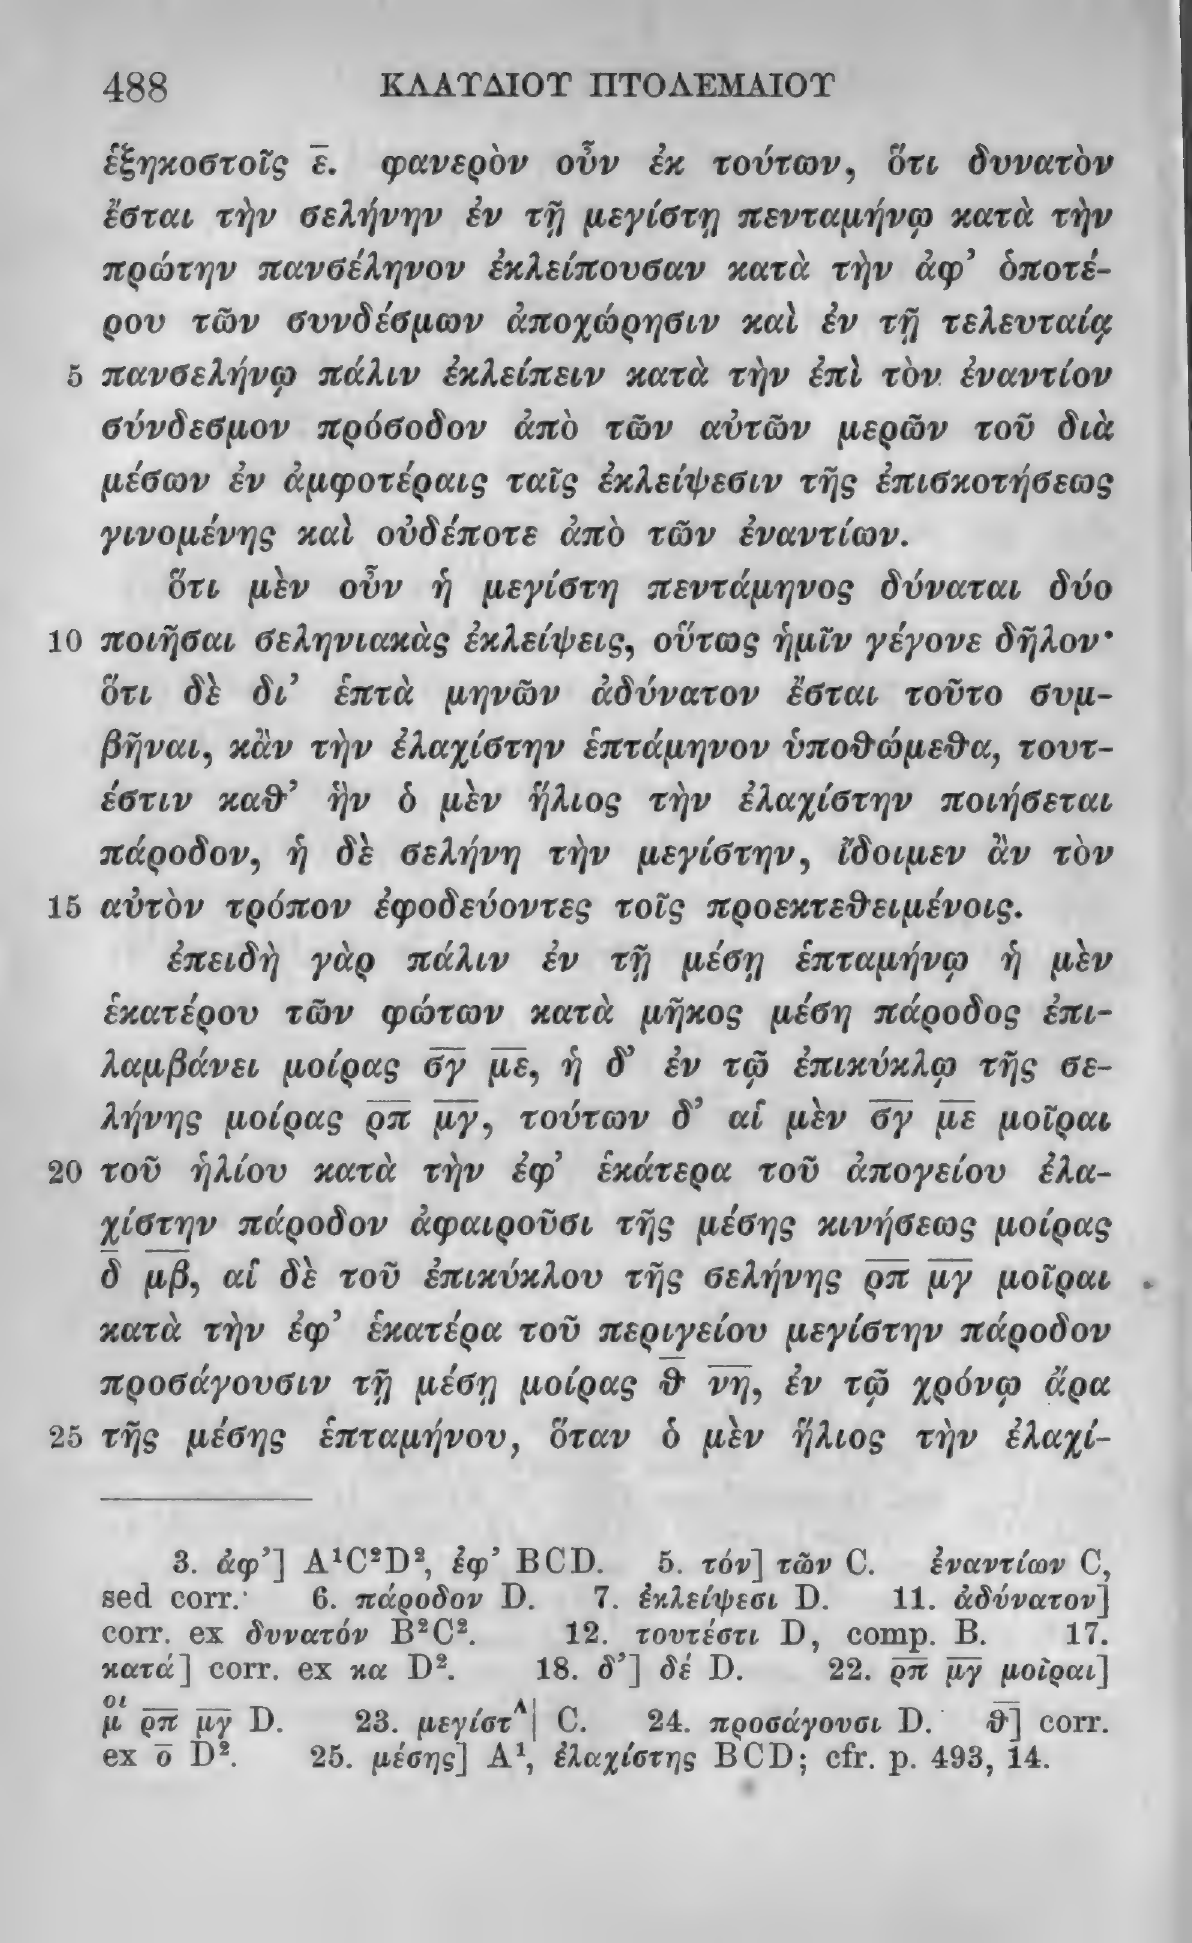 488 ΚΛΑΥΔΙΟΥ ΠΤΟΛΕΜΑΙΟΥ
ἑξηκοστοῖς ε̅. φανερὸν οὖν ἐκ τούτων, ὅτι δυνατὸν
ἔσται τὴν σελήνην ἐν τῇ μεγίστῃ πενταμήνῳ κατὰ τὴν
πρώτην πανσέληνον ἐκλείπουσαν κατὰ τὴν ἀφ’ ὁποτέ-
ρου τῶν συνδέσμων ἀποχώρησιν καὶ ἐν τῇ τελευταίᾳ
5 πανσελήνῳ πάλιν ἐκλείπειν κατὰ τὴν ἐπὶ τὸν ἐναντίον
σύνδεσμον πρόσοδον ἀπὸ τῶν αὐτῶν μερῶν τοῦ διὰ
μέσων ἐν ἀμφοτέραις ταῖς ἐκλείψεσιν τῆς ἐπισκοτήσεως
γινομένης καὶ οὐδέποτε ἀπὸ τῶν ἐναντίων.
ὅτι μὲν οὖν ἡ μεγίστη πεντάμηνος δύναται δύο
10 ποιῆσαι σεληνιακὰς ἐκλείψεις, οὕτως ἡμῖν γέγονε δῆλον·
ὅτι δὲ δι’ ἑπτὰ μηνῶν ἀδύνατον ἔσται τοῦτο συμ-
βῆναι, κἂν τὴν ἐλαχίστην ἑπτάμηνον ὑποθώμεθα, τουτ-
έστιν καθ’ ἣν ὁ μὲν ἥλιος τὴν ἐλαχίστην ποιήσεται
πάροδον, ἡ δὲ σελήνη τὴν μεγίστην, ἴδοιμεν ἂν τὸν
15 αὐτὸν τρόπον ἐφοδεύοντες τοῖς προεκτεθειμένοις.
ἐπειδὴ γὰρ πάλιν ἐν τῇ μέσῃ ἑπταμήνῳ ἡ μὲν
ἑκατέρου τῶν φώτων κατὰ μῆκος μέση πάροδος ἐπι-
λαμβάνει μοίρας σ̅γ̅ μ̅ε̅, ἡ δ’ ἐν τῷ ἐπικύκλῳ τῆς σε-
λήνης μοίρας ρ̅π̅ μ̅γ̅, τούτων δ’ αἱ μὲν σ̅γ̅ μ̅ε̅ μοῖραι
20 τοῦ ἡλίου κατὰ τὴν ἐφ’ ἑκάτερα τοῦ ἀπογείου ἐλα-
χίστην πάροδον ἀφαιροῦσι τῆς μέσης κινήσεως μοίρας
δ̅ μ̅β̅, αἱ δὲ τοῦ ἐπικύκλου τῆς σελήνης ρ̅π̅ μ̅γ̅ μοῖραι
κατὰ τὴν ἐφ’ ἑκατέρα τοῦ περιγείου μεγίστην πάροδον
προσάγουσιν τῇ μέσῃ μοίρας θ̅ ν̅η̅, ἐν τῷ χρόνῳ ἄρα
25 τῆς μέσης ἑπταμήνου, ὅταν ὁ μὲν ἥλιος τὴν ἐλαχί-
3. ἀφ’] A¹C²D², ἐφ’ BCD. 5. τόν] τῶν C. ἐναντίων C,
sed corr. 6. πάροδον D. 7. ἐκλείψεσι D. 11. ἀδύνατον]
corr. ex δυνατόν B²C². 12. τουτέστι D, comp. B. 17.
κατά] corr. ex κα D². 18. δ’] δέ D. 22. ρ̅π̅ μ̅γ̅ μοῖραι]
μ^οι ρ̅π̅ μ̅γ̅ D. 23. μεγίστ^Λ| C. 24. προσάγουσι D. θ̅] corr.
ex ο̅ D². 25. μέσης] A¹, ἐλαχίστης BCD; cfr. p. 493, 14.